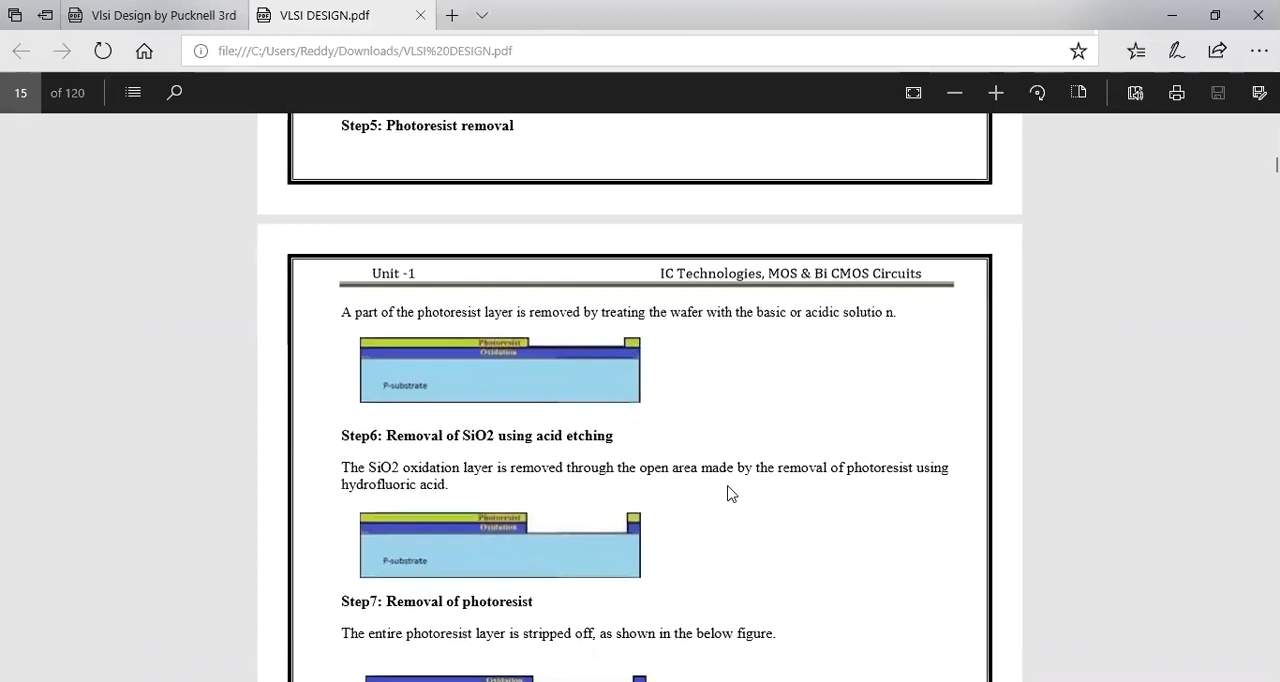 Vlsi Design by Pucknell 3rd
VLSI DESIGN.pdf
file:///C:/Users/Reddy/Downloads/VLSI%20DESIGN.pdf
15 of 120
Step5: Photoresist removal
Unit -1 IC Technologies, MOS & Bi CMOS Circuits
A part of the photoresist layer is removed by treating the wafer with the basic or acidic solutio n.
Photoresist
Oxidation
P-substrate
Step6: Removal of SiO2 using acid etching
The SiO2 oxidation layer is removed through the open area made by the removal of photoresist using
hydrofluoric acid.
Photoresist
Oxidation
P-substrate
Step7: Removal of photoresist
The entire photoresist layer is stripped off, as shown in the below figure.
Oxidation